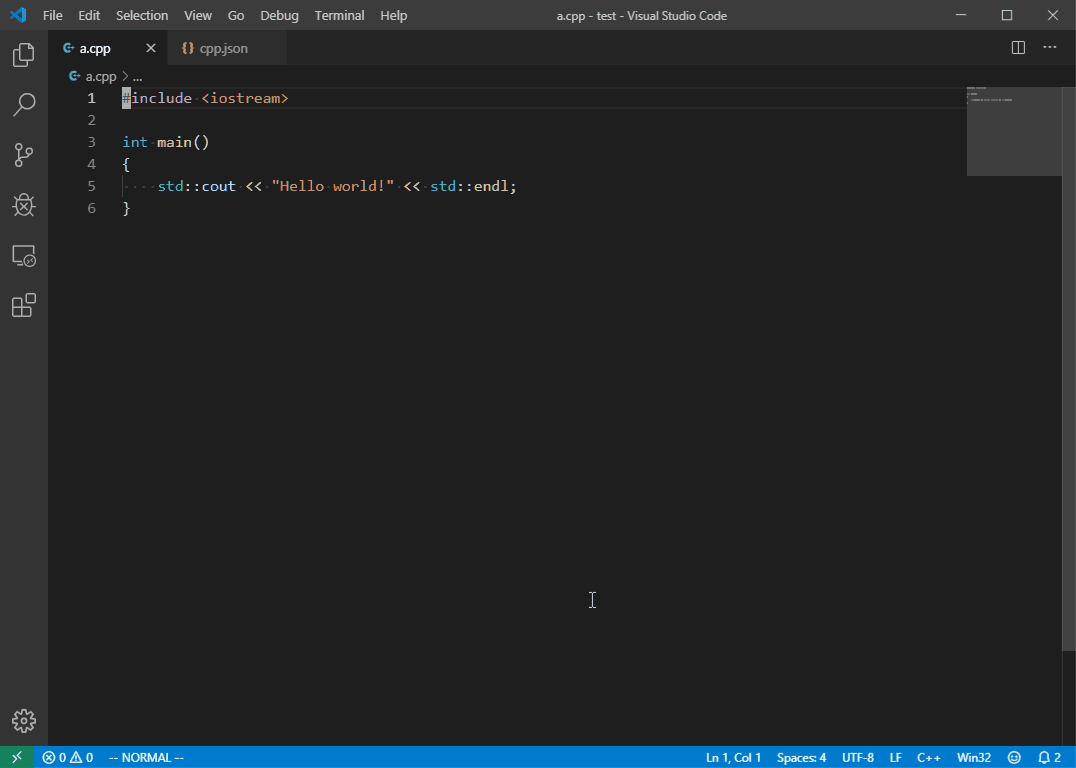 File Edit Selection View Go Debug Terminal Help a.cpp - test - Visual Studio Code
a.cpp cpp.json
a.cpp > ...
1 #include <iostream>
2
3 int main()
4 {
5 std::cout << "Hello world!" << std::endl;
6 }
0 0 -- NORMAL -- Ln 1, Col 1 Spaces: 4 UTF-8 LF C++ Win32 2